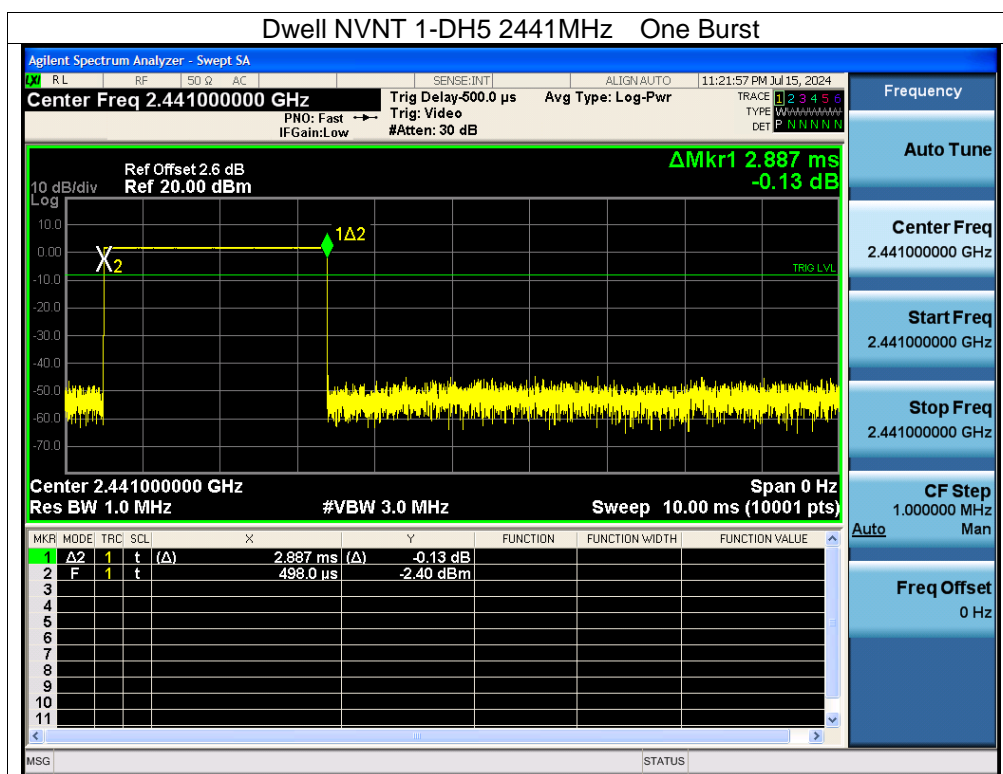 Dwell NVNT 1-DH5 2441MHz One Burst
Agilent Spectrum Analyzer - Swept SA
LXI RL RF 50 Ω AC SENSE:INT ALIGN AUTO 11:21:57 PM Jul 15, 2024
Center Freq 2.441000000 GHz
PNO: Fast
IFGain:Low
Trig Delay-500.0 µs
Trig: Video
#Atten: 30 dB
Avg Type: Log-Pwr
TRACE 1 2 3 4 5 6
TYPE WWWWWW
DET P N N N N N
Frequency
Auto Tune
Center Freq
2.441000000 GHz
Start Freq
2.441000000 GHz
Stop Freq
2.441000000 GHz
CF Step
1.000000 MHz
Auto Man
Freq Offset
0 Hz
ΔMkr1 2.887 ms
-0.13 dB
Ref Offset 2.6 dB
10 dB/div Ref 20.00 dBm
Log
10.0
0.00
-10.0
-20.0
-30.0
-40.0
-50.0
-60.0
-70.0
1Δ2
2
TRIG LVL
Center 2.441000000 GHz Span 0 Hz
Res BW 1.0 MHz #VBW 3.0 MHz Sweep 10.00 ms (10001 pts)
MKR MODE TRC SCL X Y FUNCTION FUNCTION WIDTH FUNCTION VALUE
1 Δ2 1 t (Δ) 2.887 ms (Δ) -0.13 dB
2 F 1 t 498.0 µs -2.40 dBm
3
4
5
6
7
8
9
10
11
MSG STATUS